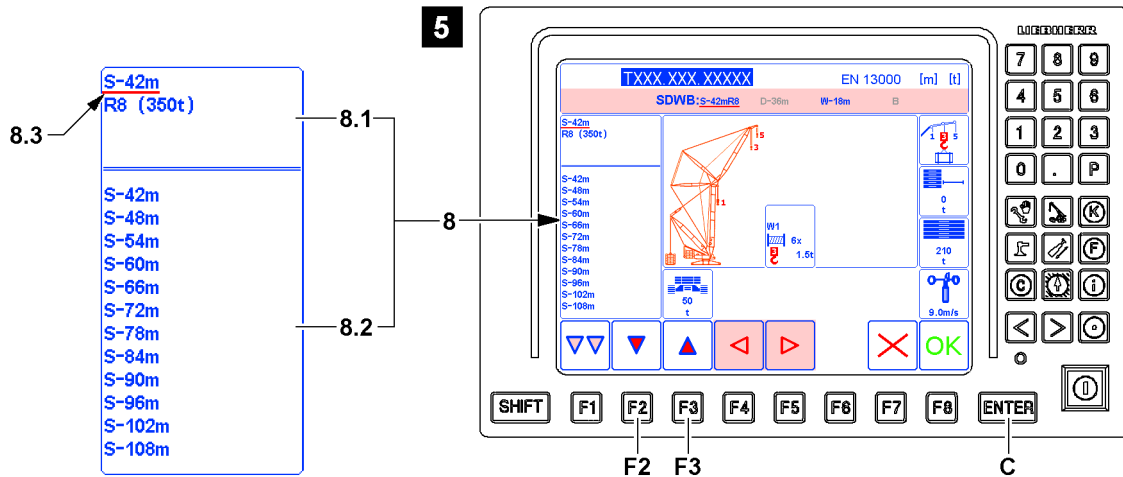 5
S-42m
R8 (350t)
8.3
8.1
S-42m
S-48m
S-54m
S-60m
S-66m
S-72m
S-78m
S-84m
S-90m
S-96m
S-102m
S-108m
8
8.2
LIEBHERR
TXXX.XXX.XXXXX EN 13000 [m] [t]
SDWB:S-42mR8 D-36m W-18m B
S-42m
R8 (350t)
S-42m
S-48m
S-54m
S-60m
S-66m
S-72m
S-78m
S-84m
S-90m
S-96m
S-102m
S-108m
5
3
1
W1
6x
3
1.5t
50
t
1 3 5
0
t
210
t
9.0m/s
OK
7 8 9
4 5 6
1 2 3
0 . P
K
F
C i
SHIFT F1 F2 F3 F4 F5 F6 F7 F8 ENTER
F2 F3 C